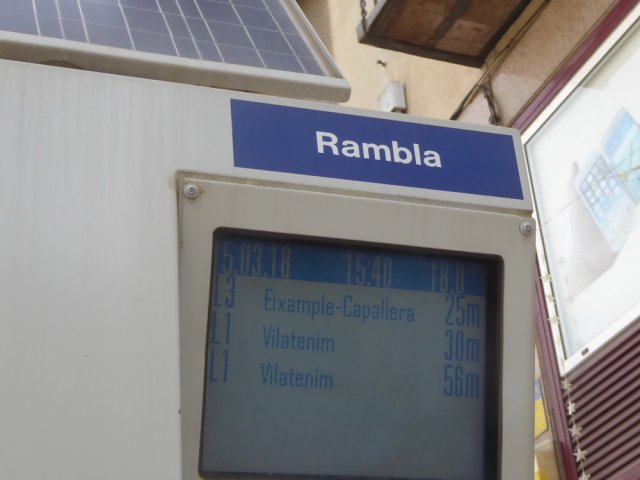 Rambla
5.03.18 15:40 18.0°
L3 Eixample-Capallera 25m
L1 Vilatenim 30m
L1 Vilatenim 56m